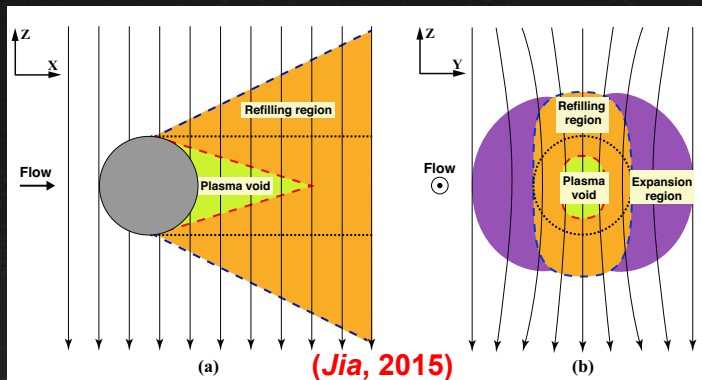 Z
X
Refilling region
Flow
Plasma void
(a)
(Jia, 2015)
Z
Y
Refilling
region
Flow
Plasma
void
Expansion
region
(b)